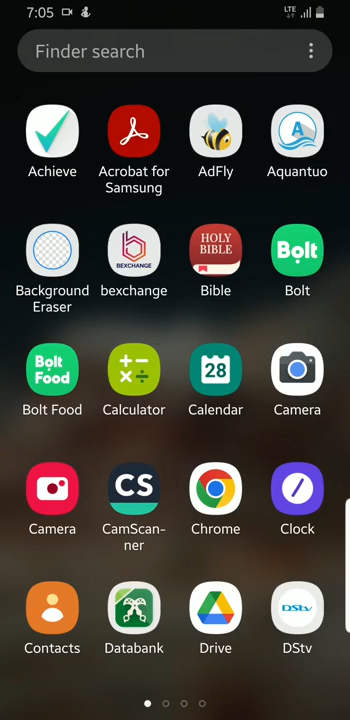 7:05
LTE
Finder search
Achieve
Acrobat for
Samsung
AdFly
A
Aquantuo
Background
Eraser
BEXCHANGE
bexchange
HOLY
BIBLE
Bible
Bolt
Bolt
Bolt
Food
Bolt Food
Calculator
28
Calendar
Camera
Camera
CS
CamScan-
ner
Chrome
Clock
Contacts
Databank
Drive
DStv
DStv